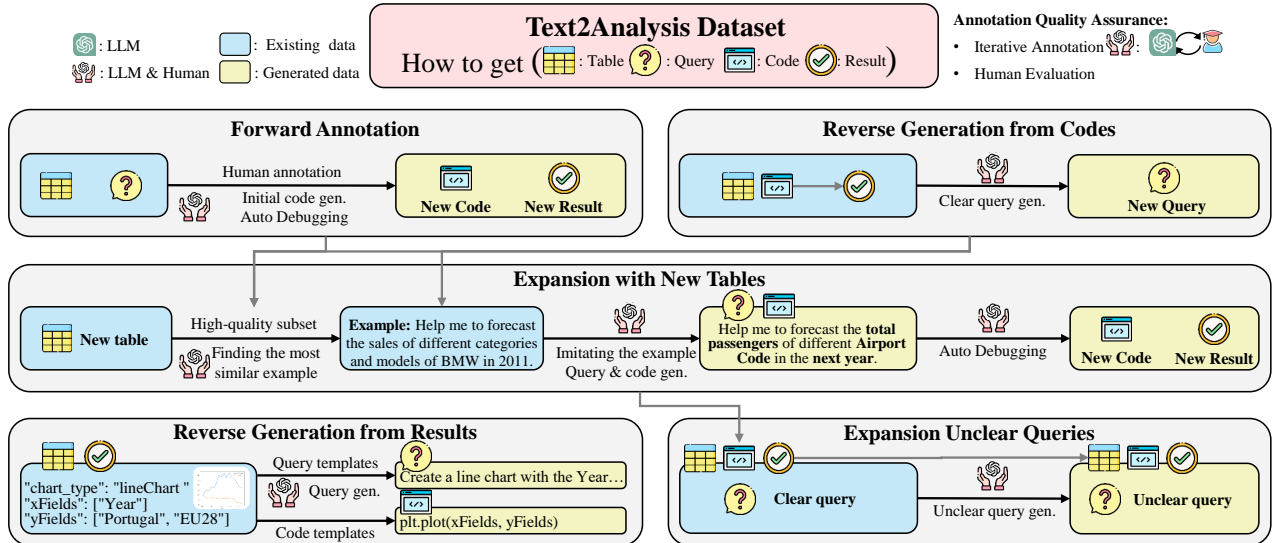 Text2Analysis Dataset
How to get ( : Table : Query : Code : Result)
: LLM
: Existing data
: LLM & Human
: Generated data
Annotation Quality Assurance:
• Iterative Annotation :
• Human Evaluation
Forward Annotation
Human annotation
Initial code gen.
Auto Debugging
New Code
New Result
Reverse Generation from Codes
Clear query gen.
New Query
Expansion with New Tables
New table
High-quality subset
Finding the most
similar example
Example: Help me to forecast
the sales of different categories
and models of BMW in 2011.
Imitating the example
Query & code gen.
Help me to forecast the total
passengers of different Airport
Code in the next year.
Auto Debugging
New Code
New Result
Reverse Generation from Results
"chart_type": "lineChart "
"xFields": ["Year"]
"yFields": ["Portugal", "EU28"]
Query templates
Query gen.
Code templates
Create a line chart with the Year…
plt.plot(xFields, yFields)
Expansion Unclear Queries
Clear query
Unclear query gen.
Unclear query